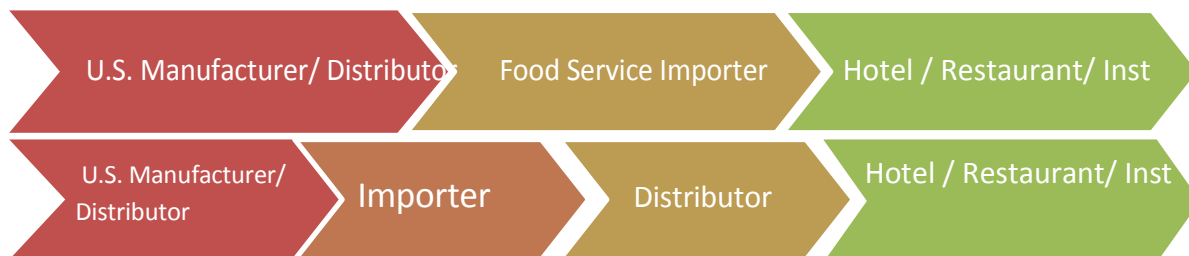 U.S. Manufacturer/ Distributor
Food Service Importer
Hotel / Restaurant/ Inst
U.S. Manufacturer/
Distributor
Importer
Distributor
Hotel / Restaurant/ Inst